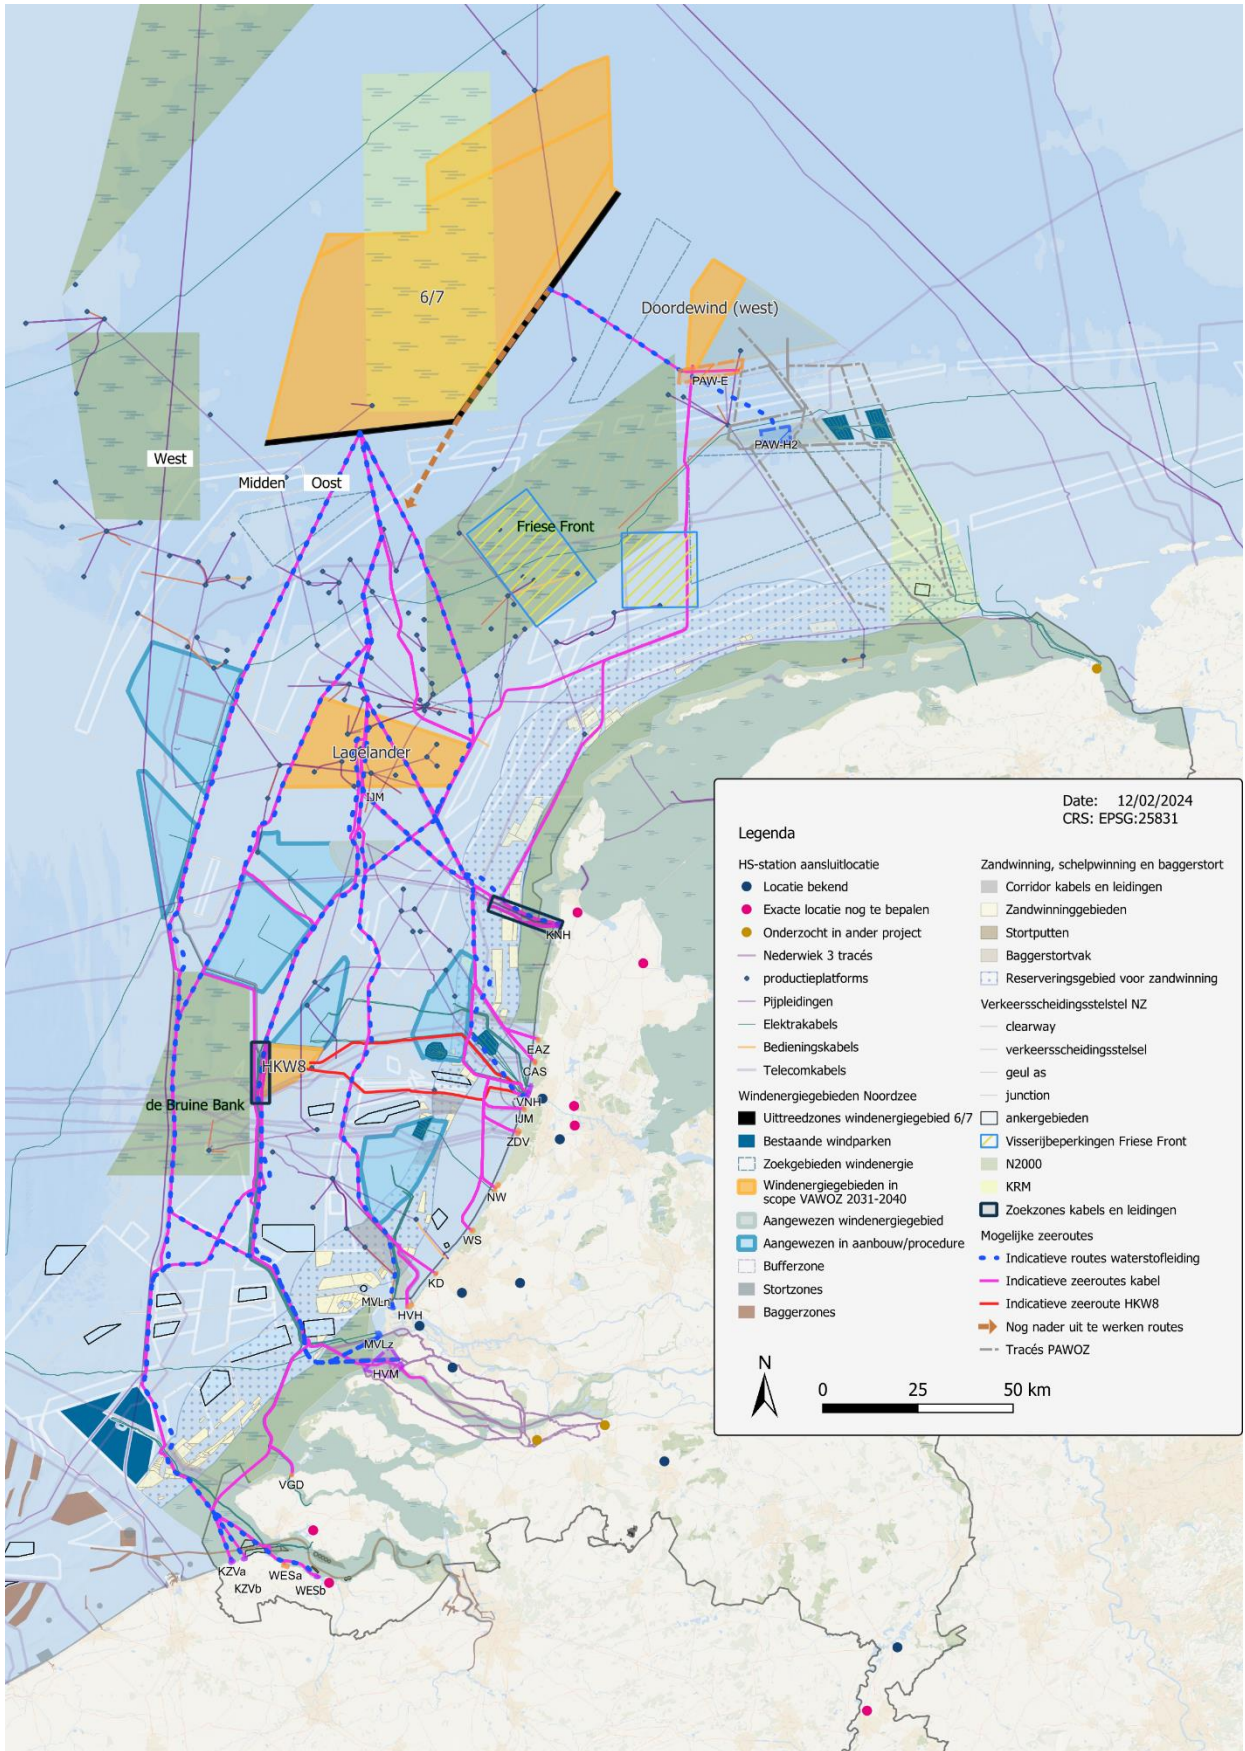 6/7
Doordewind (west)
PAW-E
PAW-H2
West
Midden
Oost
Friese Front
Lagelander
IJM
KNH
EAZ
CAS
HKW8
VNH
IJM
de Bruine Bank
ZDV
NW
WS
KD
MVLn
HVH
MVLz
HVM
VGD
KZVa
KZVb
WESa
WESb
Date: 12/02/2024
CRS: EPSG:25831
Legenda
HS-station aansluitlocatie
Locatie bekend
Exacte locatie nog te bepalen
Onderzocht in ander project
Nederwiek 3 tracés
productieplatforms
Pijpleidingen
Elektrakabels
Bedieningskabels
Telecomkabels
Windenergiegebieden Noordzee
Uittreedzones windenergiegebied 6/7
Bestaande windparken
Zoekgebieden windenergie
Windenergiegebieden in
scope VAWOZ 2031-2040
Aangewezen windenergiegebied
Aangewezen in aanbouw/procedure
Bufferzone
Stortzones
Baggerzones
Zandwinning, schelpwinning en baggerstort
Corridor kabels en leidingen
Zandwinninggebieden
Stortputten
Baggerstortvak
Reserveringsgebied voor zandwinning
Verkeersscheidingsstelstel NZ
clearway
verkeersscheidingsstelsel
geul as
junction
ankergebieden
Visserijbeperkingen Friese Front
N2000
KRM
Zoekzones kabels en leidingen
Mogelijke zeeroutes
Indicatieve routes waterstofleiding
Indicatieve zeeroutes kabel
Indicatieve zeeroute HKW8
Nog nader uit te werken routes
Tracés PAWOZ
N
0 25 50 km